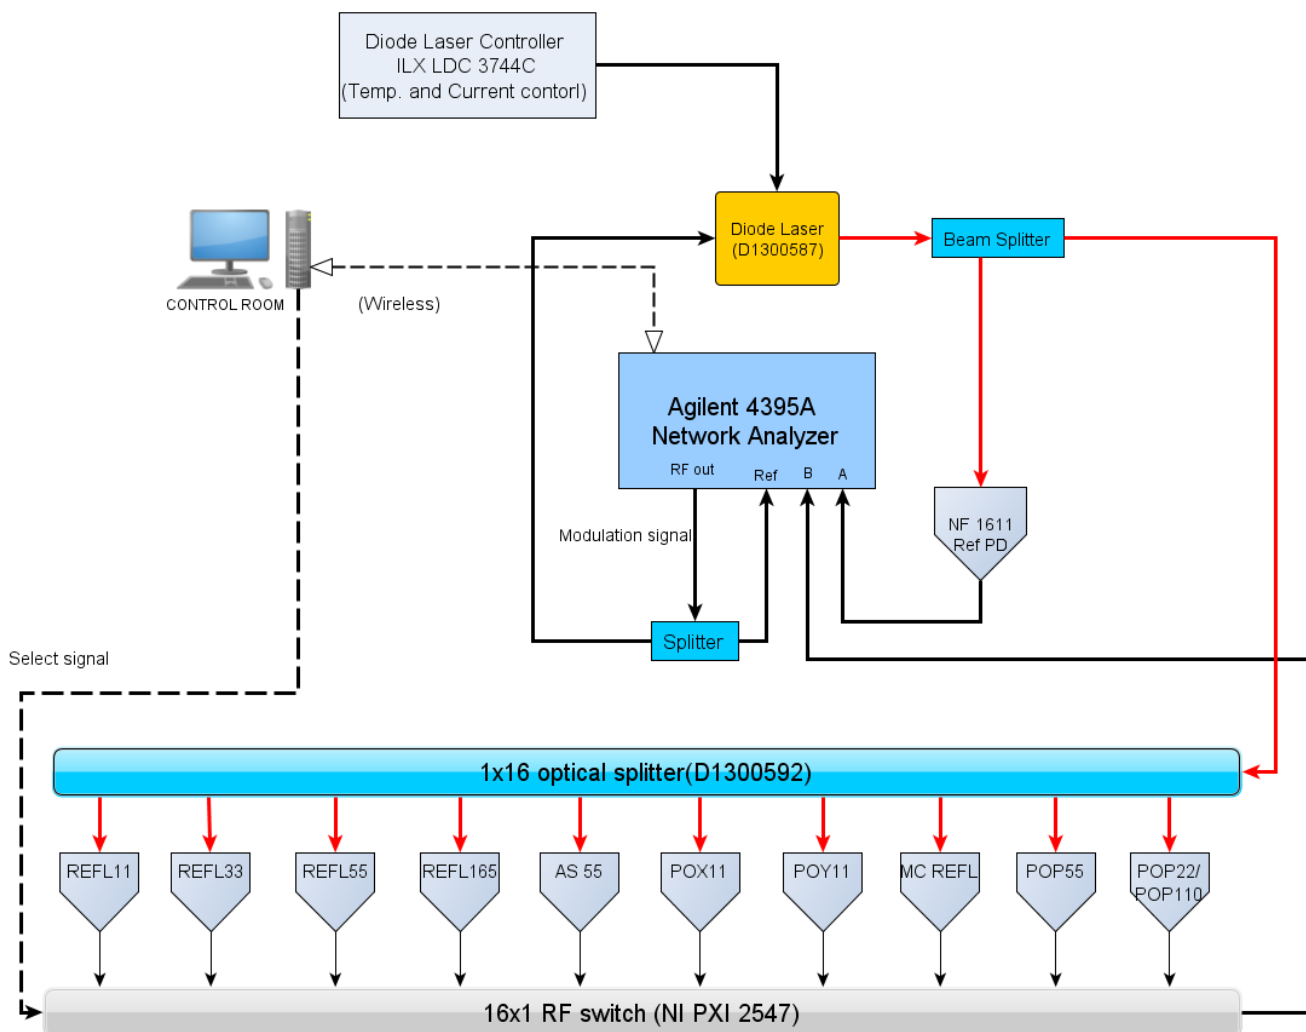 Diode Laser Controller
ILX LDC 3744C
(Temp. and Current contorl)
Diode Laser
(D1300587)
Beam Splitter
CONTROL ROOM
(Wireless)
Agilent 4395A
Network Analyzer
RF out
Ref
B
A
NF 1611
Ref PD
Modulation signal
Splitter
Select signal
1x16 optical splitter(D1300592)
REFL11
REFL33
REFL55
REFL165
AS 55
POX11
POY11
MC REFL
POP55
POP22/
POP110
16x1 RF switch (NI PXI 2547)